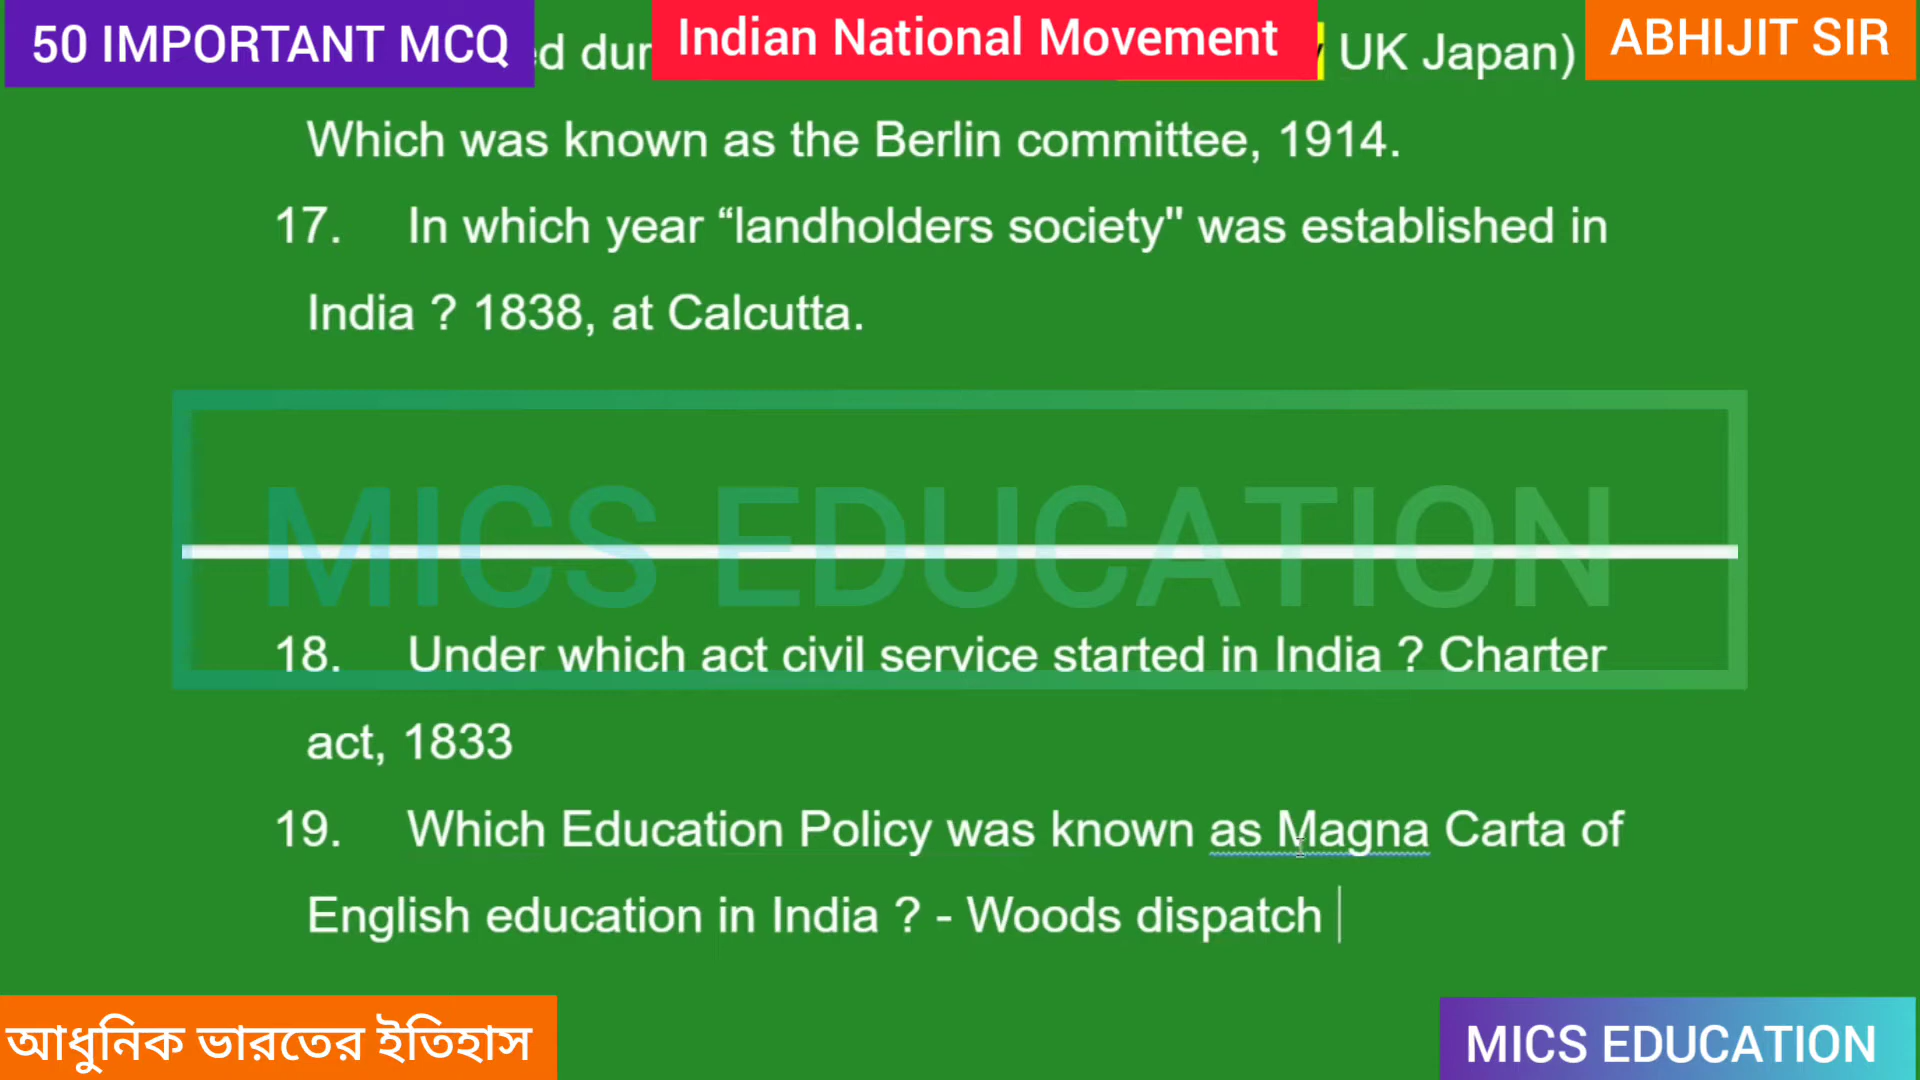 50 IMPORTANT MCQ
Indian National Movement
ABHIJIT SIR
UK Japan)
Which was known as the Berlin committee, 1914.
17. In which year “landholders society" was established in
India ? 1838, at Calcutta.
MICS EDUCATION
18. Under which act civil service started in India ? Charter
act, 1833
19. Which Education Policy was known as Magna Carta of
English education in India ? - Woods dispatch
আধুনিক ভারতের ইতিহাস
MICS EDUCATION